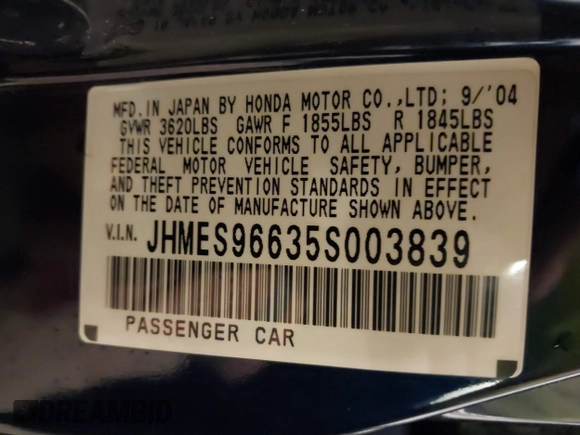 MFD. IN JAPAN BY HONDA MOTOR CO.,LTD; 9/'04
GVWR 3620LBS GAWR F 1855LBS R 1845LBS
THIS VEHICLE CONFORMS TO ALL APPLICABLE
FEDERAL MOTOR VEHICLE SAFETY, BUMPER,
AND THEFT PREVENTION STANDARDS IN EFFECT
ON THE DATE OF MANUFACTURE SHOWN ABOVE.
V.I.N. JHMES96635S003839
PASSENGER CAR
DREAMBID